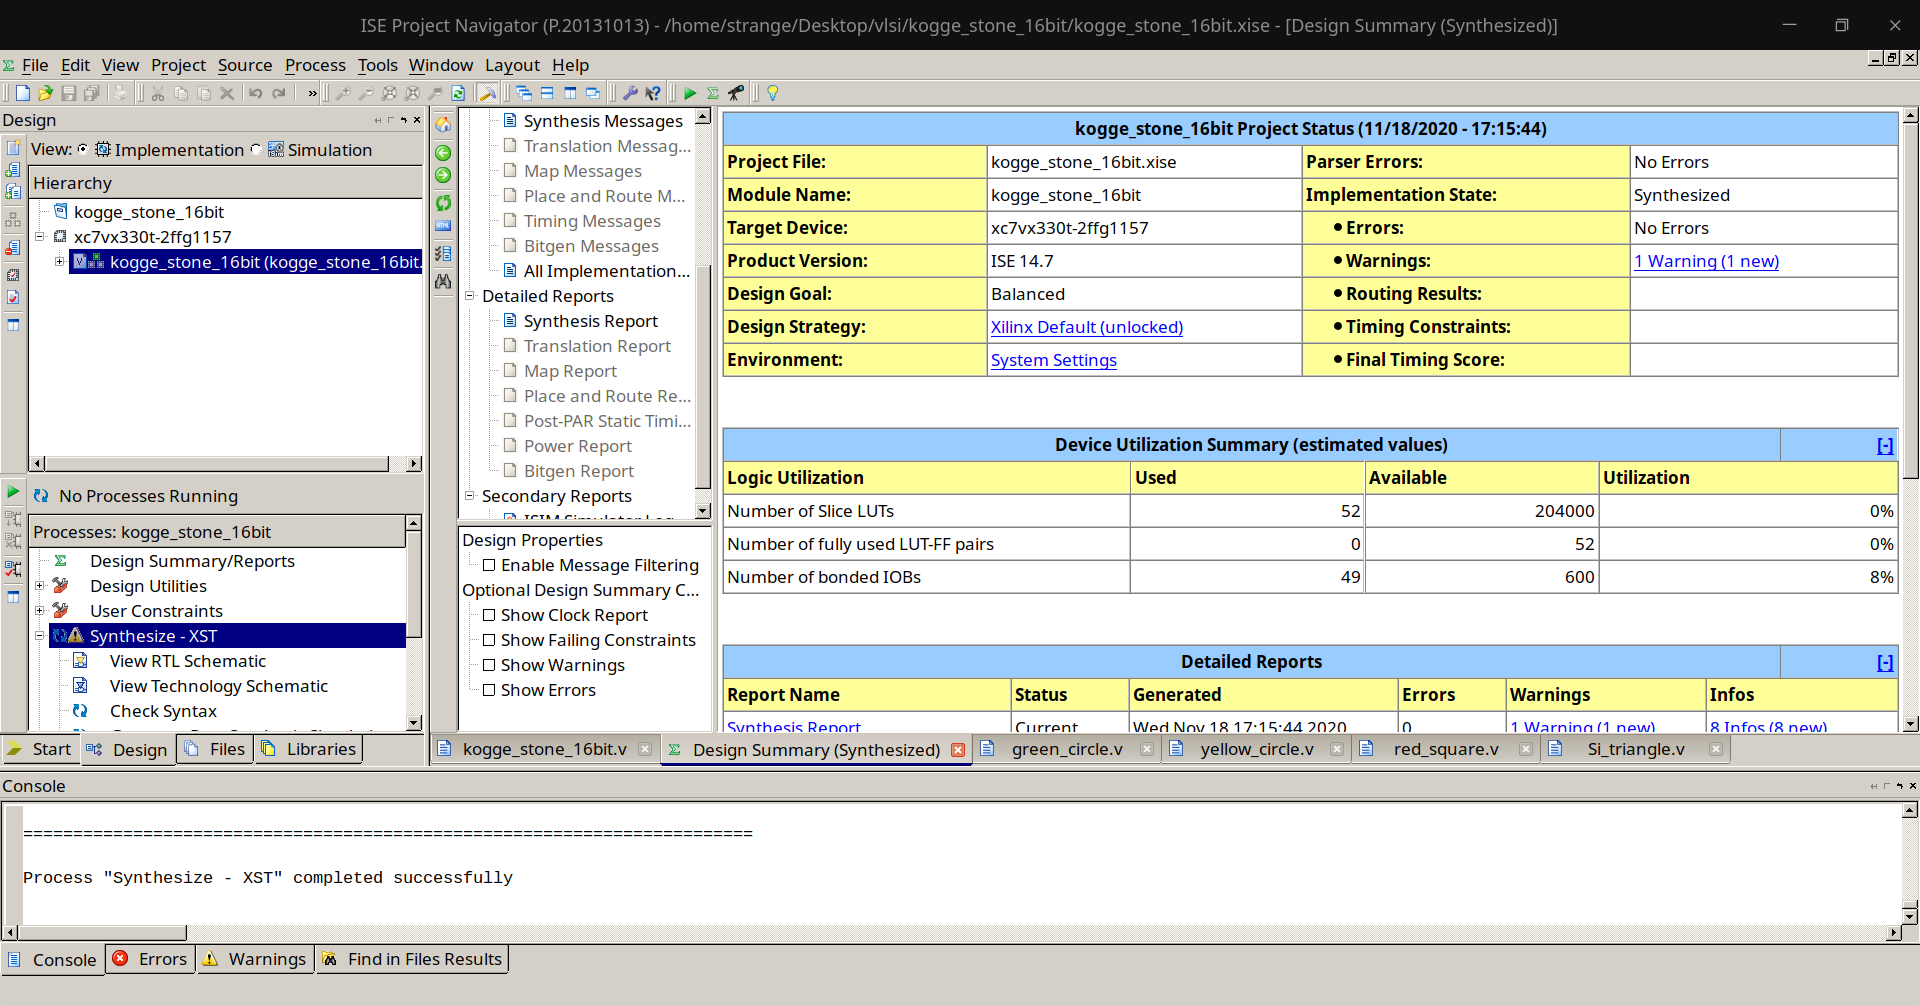 ISE Project Navigator (P.20131013) - /home/strange/Desktop/vlsi/kogge_stone_16bit/kogge_stone_16bit.xise - [Design Summary (Synthesized)]
File Edit View Project Source Process Tools Window Layout Help
»
Design
View: Implementation Simulation
Hierarchy
kogge_stone_16bit
xc7vx330t-2ffg1157
kogge_stone_16bit (kogge_stone_16bit.
No Processes Running
Processes: kogge_stone_16bit
Design Summary/Reports
Design Utilities
User Constraints
Synthesize - XST
View RTL Schematic
View Technology Schematic
Check Syntax
Start Design Files Libraries
Synthesis Messages
Translation Messag...
Map Messages
Place and Route M...
Timing Messages
Bitgen Messages
All Implementation...
Detailed Reports
Synthesis Report
Translation Report
Map Report
Place and Route Re...
Post-PAR Static Timi...
Power Report
Bitgen Report
Secondary Reports
ISIM Simulator Log
Design Properties
Enable Message Filtering
Optional Design Summary C...
Show Clock Report
Show Failing Constraints
Show Warnings
Show Errors
kogge_stone_16bit Project Status (11/18/2020 - 17:15:44)
Project File: kogge_stone_16bit.xise Parser Errors: No Errors
Module Name: kogge_stone_16bit Implementation State: Synthesized
Target Device: xc7vx330t-2ffg1157 • Errors: No Errors
Product Version: ISE 14.7 • Warnings: 1 Warning (1 new)
Design Goal: Balanced • Routing Results:
Design Strategy: Xilinx Default (unlocked) • Timing Constraints:
Environment: System Settings • Final Timing Score:
Device Utilization Summary (estimated values) [-]
Logic Utilization Used Available Utilization
Number of Slice LUTs 52 204000 0%
Number of fully used LUT-FF pairs 0 52 0%
Number of bonded IOBs 49 600 8%
Detailed Reports [-]
Report Name Status Generated Errors Warnings Infos
Synthesis Report Current Wed Nov 18 17:15:44 2020 0 1 Warning (1 new) 8 Infos (8 new)
kogge_stone_16bit.v Design Summary (Synthesized) green_circle.v yellow_circle.v red_square.v Si_triangle.v
Console
=========================================================================
Process "Synthesize - XST" completed successfully
Console Errors Warnings Find in Files Results